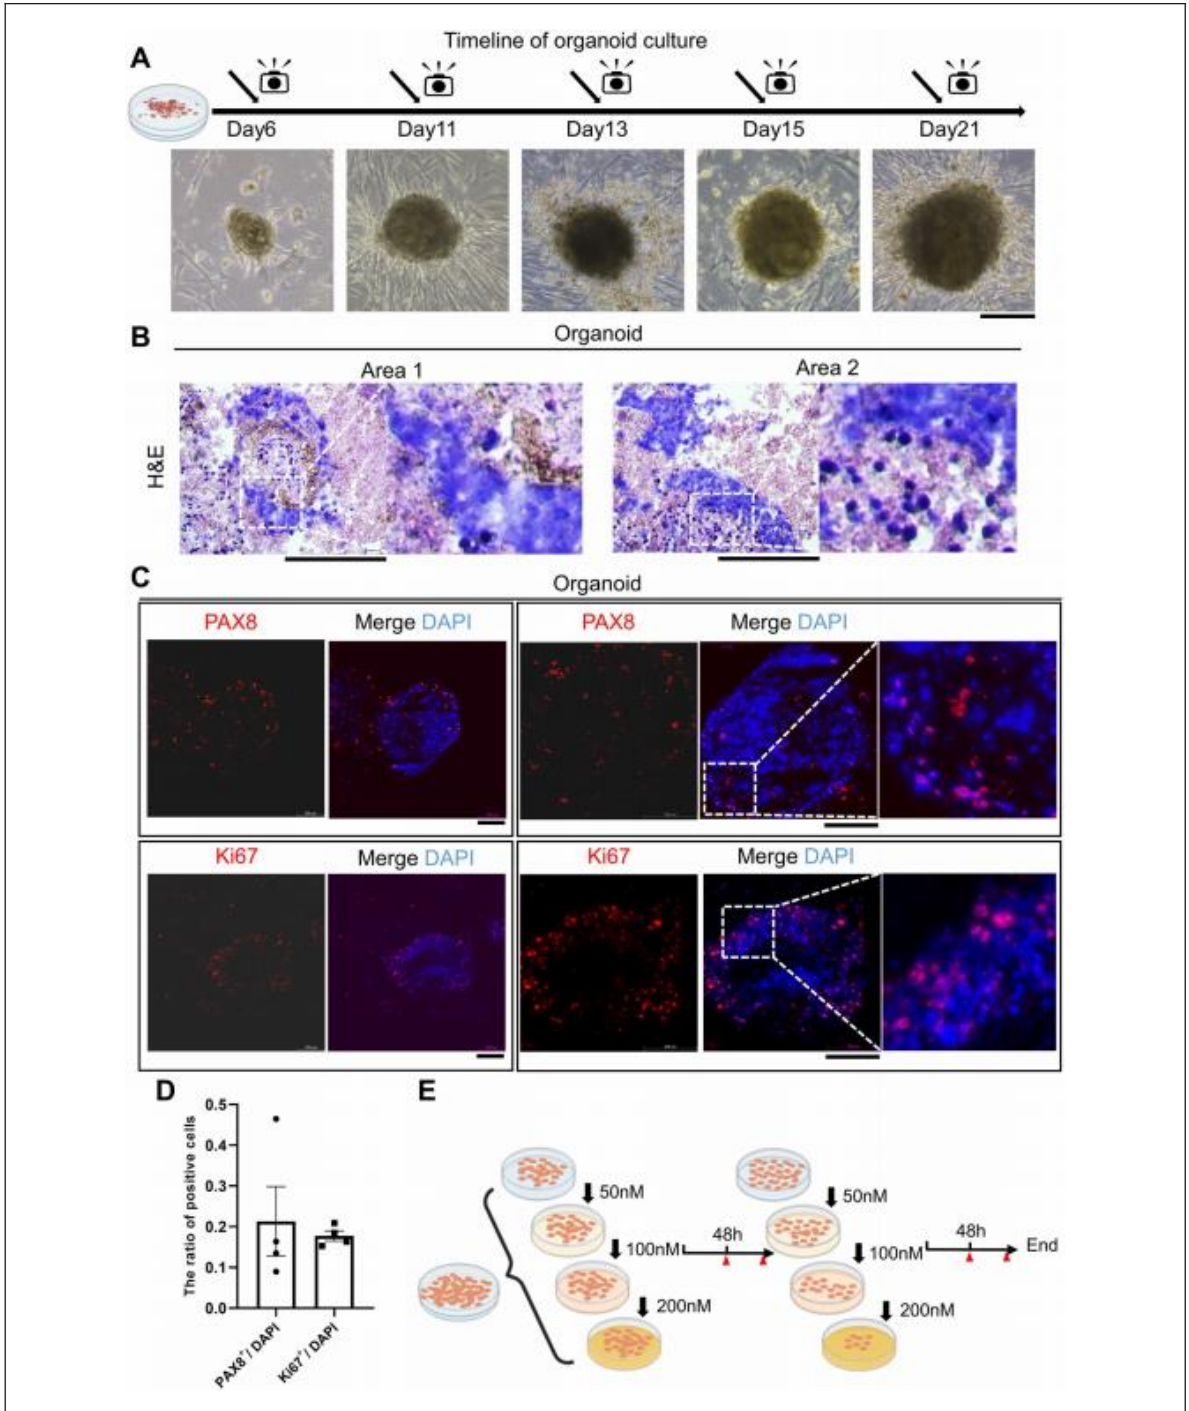 Timeline of organoid culture
A
Day6 Day11 Day13 Day15 Day21
B
Organoid
Area 1 Area 2
H&E
C
Organoid
PAX8 Merge DAPI PAX8 Merge DAPI
Ki67 Merge DAPI Ki67 Merge DAPI
D
The ratio of positive cells
0.5
0.4
0.3
0.2
0.1
0.0
PAX8+/ DAPI
Ki67+/ DAPI
E
50nM 50nM
48h 48h
100nM 100nM End
200nM 200nM